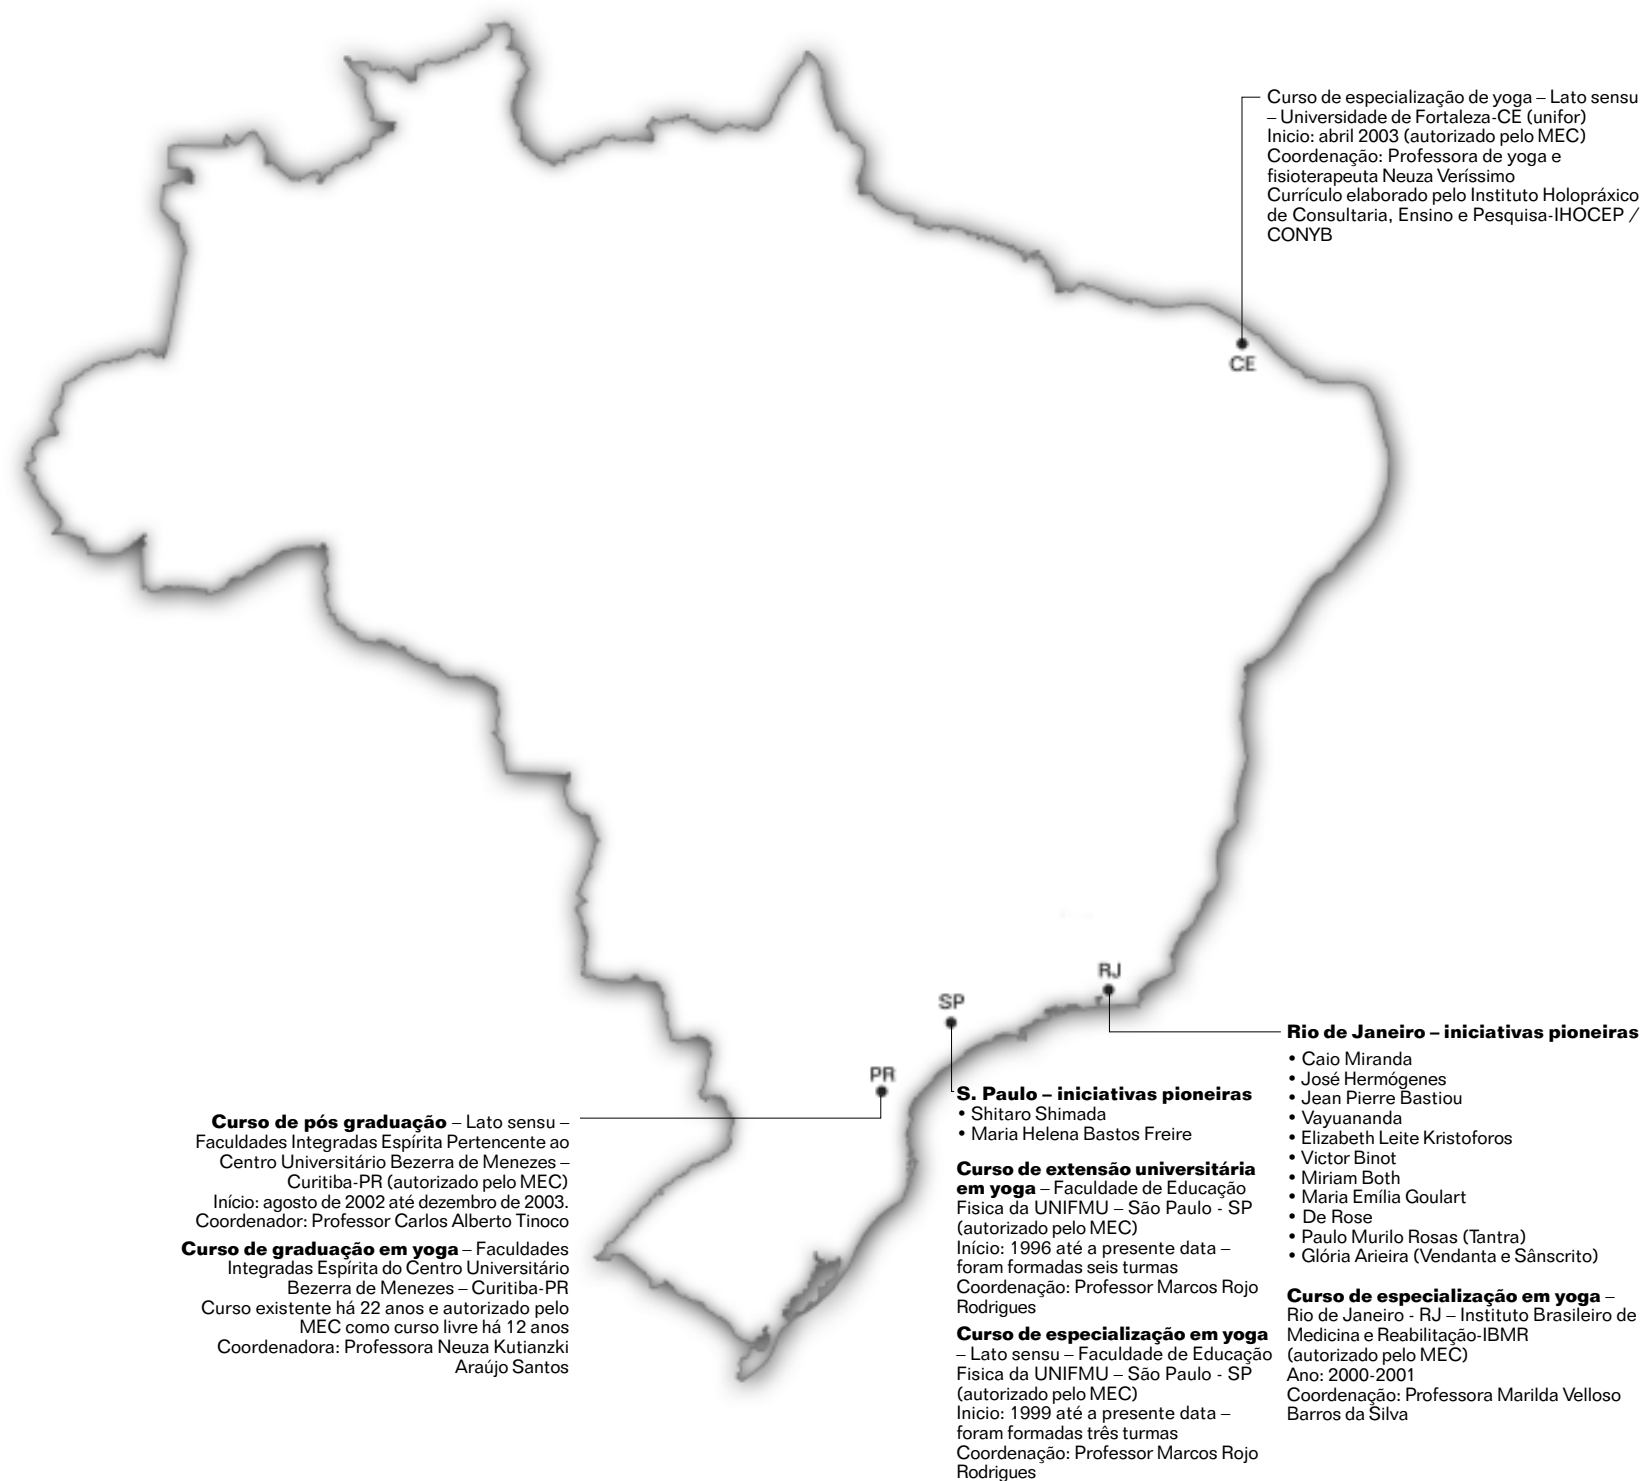 Curso de especialização de yoga – Lato sensu
– Universidade de Fortaleza-CE (unifor)
Inicio: abril 2003 (autorizado pelo MEC)
Coordenação: Professora de yoga e
fisioterapeuta Neuza Veríssimo
Currículo elaborado pelo Instituto Holopráxico
de Consultaria, Ensino e Pesquisa-IHOCEP /
CONYB
CE
RJ
SP
PR
Curso de pós graduação – Lato sensu –
Faculdades Integradas Espírita Pertencente ao
Centro Universitário Bezerra de Menezes –
Curitiba-PR (autorizado pelo MEC)
Início: agosto de 2002 até dezembro de 2003.
Coordenador: Professor Carlos Alberto Tinoco
Curso de graduação em yoga – Faculdades
Integradas Espírita do Centro Universitário
Bezerra de Menezes – Curitiba-PR
Curso existente há 22 anos e autorizado pelo
MEC como curso livre há 12 anos
Coordenadora: Professora Neuza Kutianzki
Araújo Santos
S. Paulo – iniciativas pioneiras
• Shitaro Shimada
• Maria Helena Bastos Freire
Curso de extensão universitária
em yoga – Faculdade de Educação
Fisica da UNIFMU – São Paulo - SP
(autorizado pelo MEC)
Início: 1996 até a presente data –
foram formadas seis turmas
Coordenação: Professor Marcos Rojo
Rodrigues
Curso de especialização em yoga
– Lato sensu – Faculdade de Educação
Fisica da UNIFMU – São Paulo - SP
(autorizado pelo MEC)
Inicio: 1999 até a presente data –
foram formadas três turmas
Coordenação: Professor Marcos Rojo
Rodrigues
Rio de Janeiro – iniciativas pioneiras
• Caio Miranda
• José Hermógenes
• Jean Pierre Bastiou
• Vayuananda
• Elizabeth Leite Kristoforos
• Victor Binot
• Miriam Both
• Maria Emília Goulart
• De Rose
• Paulo Murilo Rosas (Tantra)
• Glória Arieira (Vendanta e Sânscrito)
Curso de especialização em yoga –
Rio de Janeiro - RJ – Instituto Brasileiro de
Medicina e Reabilitação-IBMR
(autorizado pelo MEC)
Ano: 2000-2001
Coordenação: Professora Marilda Velloso
Barros da Silva